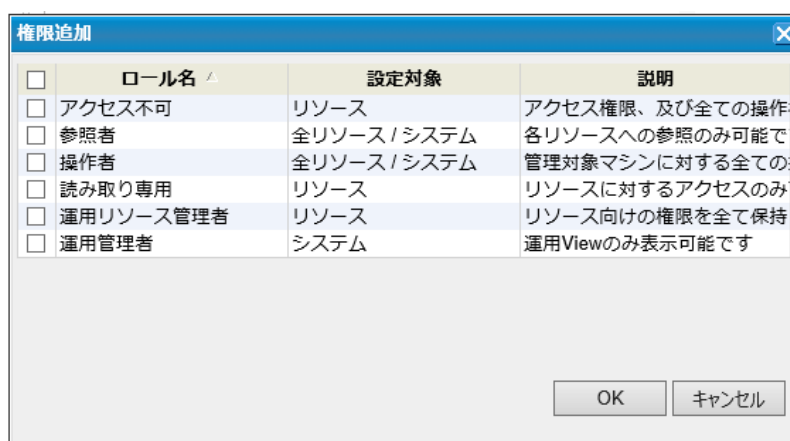 権限追加
ロール名 設定対象 説明
アクセス不可 リソース アクセス権限、及び全ての操作
参照者 全リソース / システム 各リソースへの参照のみ可能で
操作者 全リソース / システム 管理対象マシンに対する全ての
読み取り専用 リソース リソースに対するアクセスのみ
運用リソース管理者 リソース リソース向けの権限を全て保持
運用管理者 システム 運用Viewのみ表示可能です
OK キャンセル